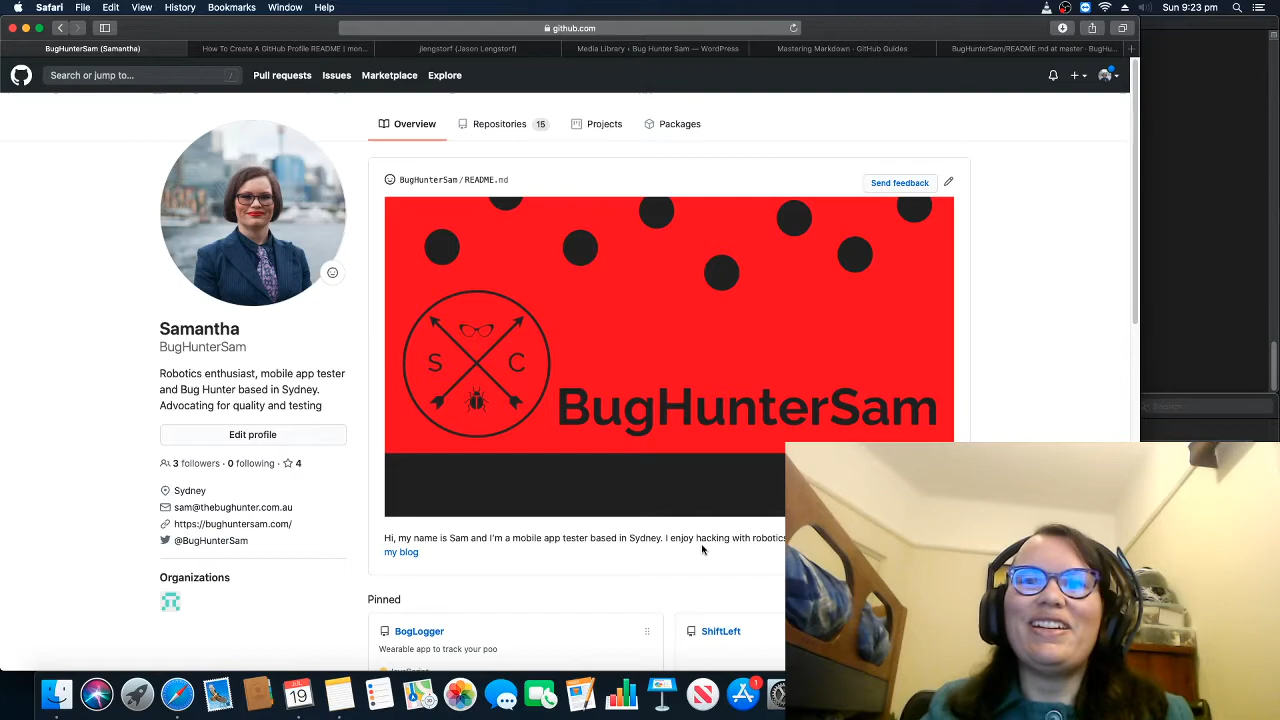 Safari File Edit View History Bookmarks Window Help
Sun 9:23 pm
github.com
BugHunterSam (Samantha)
How To Create A GitHub Profile README | mon...
jlengstorf (Jason Lengstorf)
Media Library ‹ Bug Hunter Sam — WordPress
Mastering Markdown · GitHub Guides
BugHunterSam/README.md at master · BugHu...
Search or jump to... /
Pull requests Issues Marketplace Explore
Overview Repositories 15 Projects Packages
BugHunterSam/README.md
Send feedback
S C
BugHunterSam
Samantha
BugHunterSam
Robotics enthusiast, mobile app tester
and Bug Hunter based in Sydney.
Advocating for quality and testing
Edit profile
3 followers · 0 following · 4
Sydney
sam@thebughunter.com.au
https://bughuntersam.com/
@BugHunterSam
Organizations
Hi, my name is Sam and I'm a mobile app tester based in Sydney. I enjoy hacking with robotics
my blog
Pinned
BogLogger
Wearable app to track your poo
JavaScript
ShiftLeft
Search
19
1